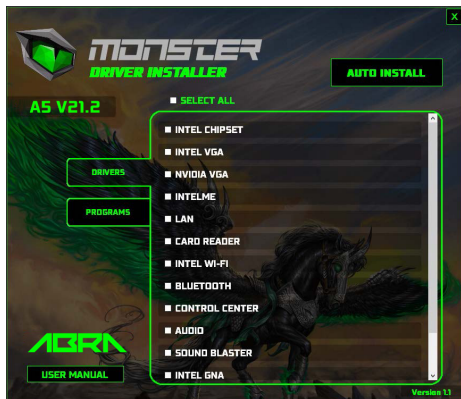 X
MONSTER
DRIVER INSTALLER
AUTO INSTALL
A5 V21.2
SELECT ALL
INTEL CHIPSET
INTEL VGA
NVIDIA VGA
INTELME
LAN
CARD READER
INTEL WI-FI
BLUETOOTH
CONTROL CENTER
AUDIO
SOUND BLASTER
INTEL GNA
DRIVERS
PROGRAMS
ABRA
USER MANUAL
Version 1.1